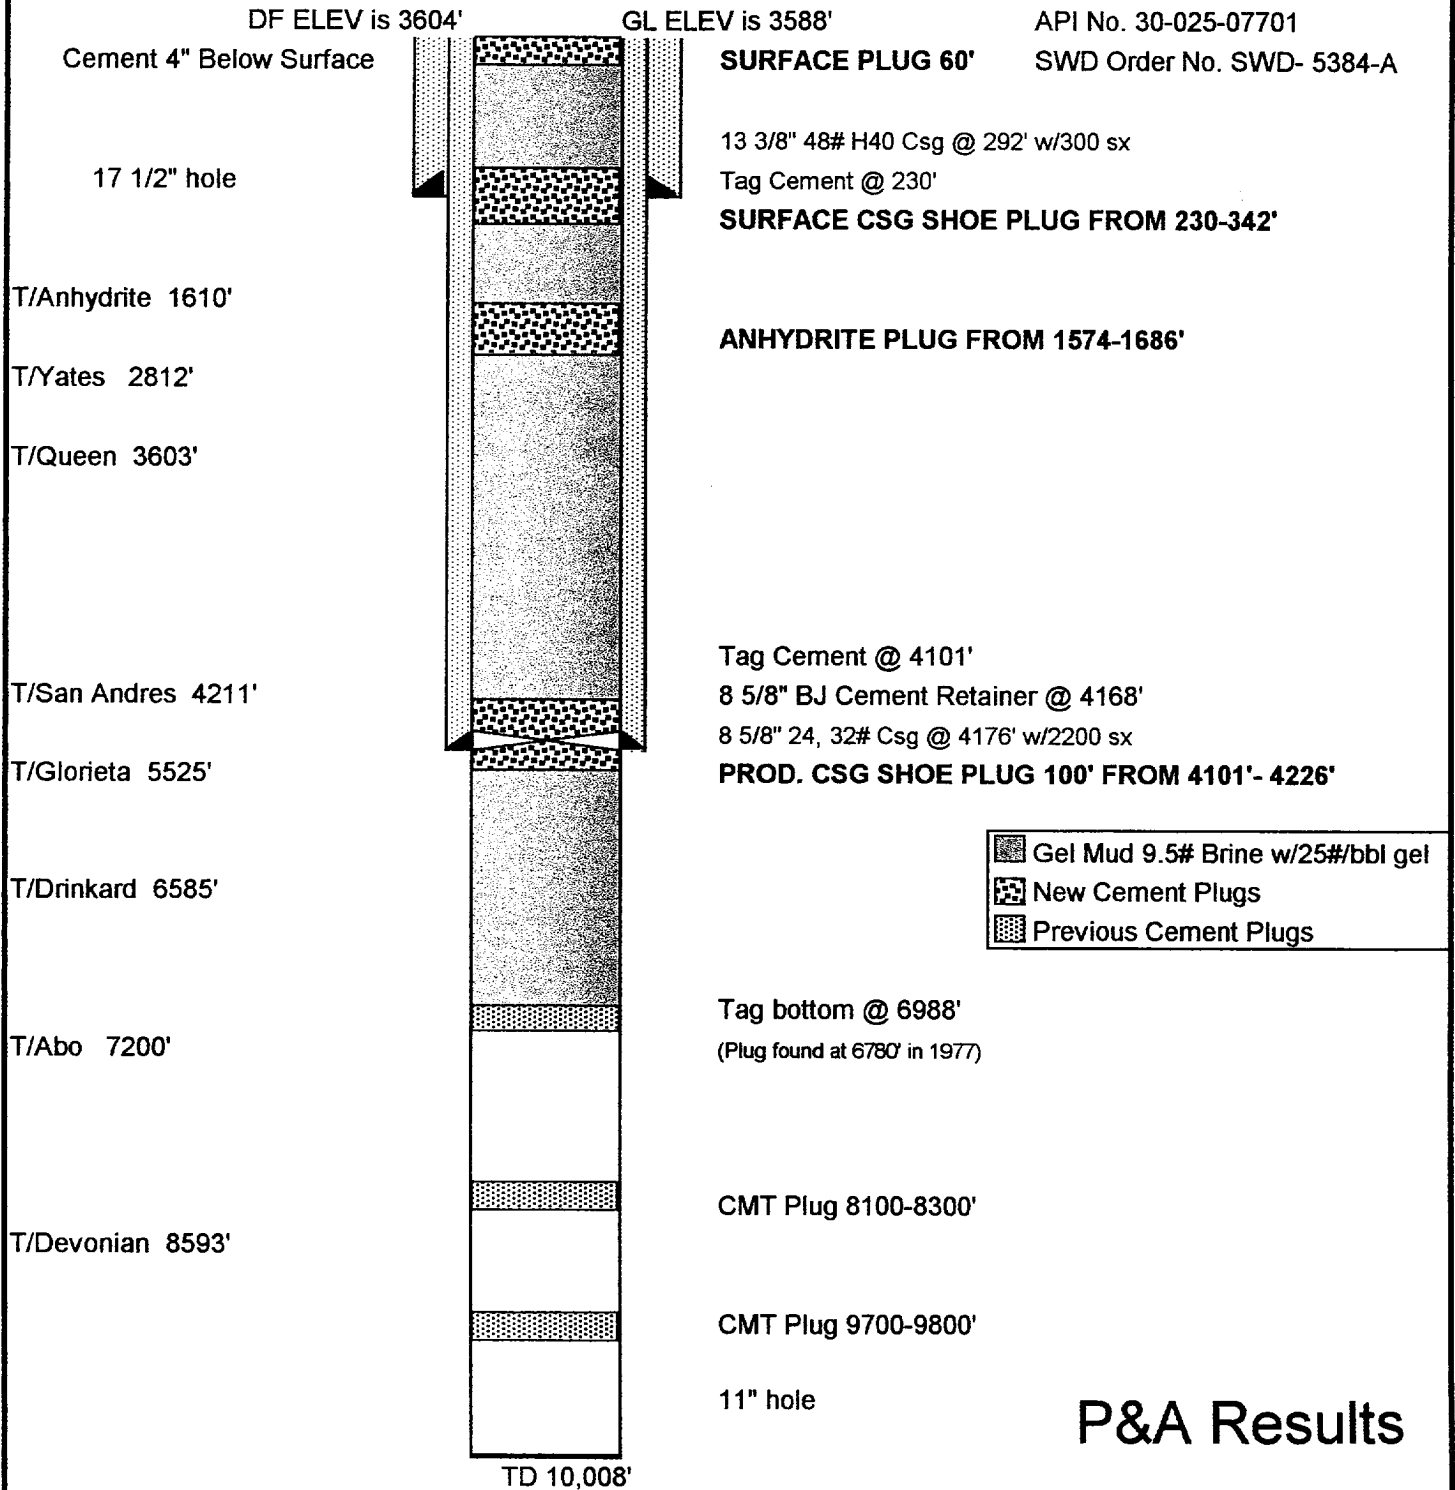 DF ELEV is 3604' GL ELEV is 3588' API No. 30-025-07701
Cement 4" Below Surface SURFACE PLUG 60' SWD Order No. SWD- 5384-A
13 3/8" 48# H40 Csg @ 292' w/300 sx
17 1/2" hole Tag Cement @ 230'
SURFACE CSG SHOE PLUG FROM 230-342'
T/Anhydrite 1610'
ANHYDRITE PLUG FROM 1574-1686'
T/Yates 2812'
T/Queen 3603'
Tag Cement @ 4101'
T/San Andres 4211' 8 5/8" BJ Cement Retainer @ 4168'
8 5/8" 24, 32# Csg @ 4176' w/2200 sx
T/Glorieta 5525' PROD. CSG SHOE PLUG 100' FROM 4101'- 4226'
Gel Mud 9.5# Brine w/25#/bbl gel
T/Drinkard 6585' New Cement Plugs
Previous Cement Plugs
Tag bottom @ 6988'
T/Abo 7200' (Plug found at 6780' in 1977)
CMT Plug 8100-8300'
T/Devonian 8593'
CMT Plug 9700-9800'
11" hole
P&A Results
TD 10,008'